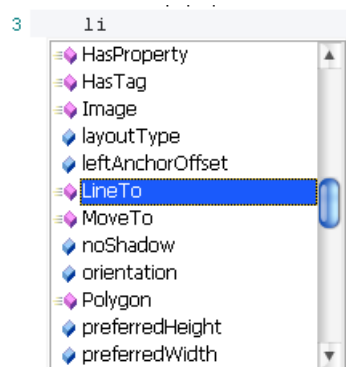 3 li
HasProperty
HasTag
Image
layoutType
leftAnchorOffset
LineTo
MoveTo
noShadow
orientation
Polygon
preferredHeight
preferredWidth